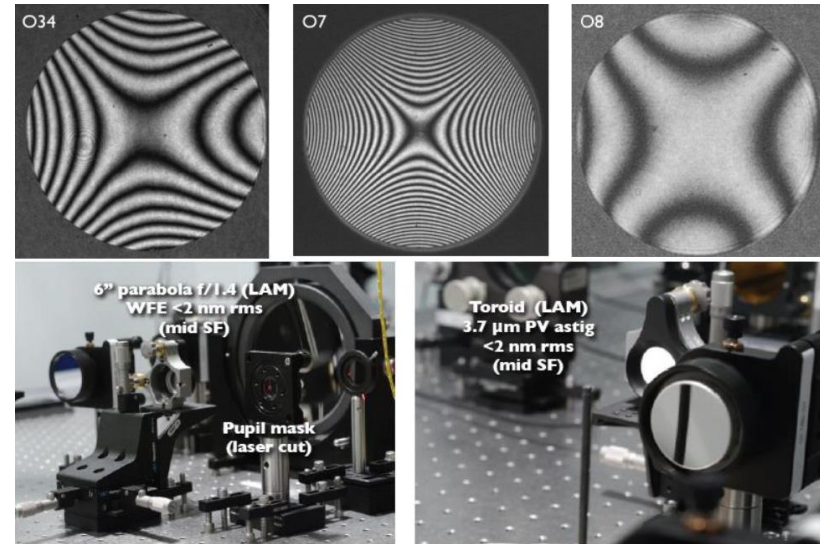 O34
O7
O8
6” parabola f/1.4 (LAM)
WFE <2 nm rms
(mid SF)
Pupil mask
(laser cut)
Toroid (LAM)
3.7 µm PV astig
<2 nm rms
(mid SF)